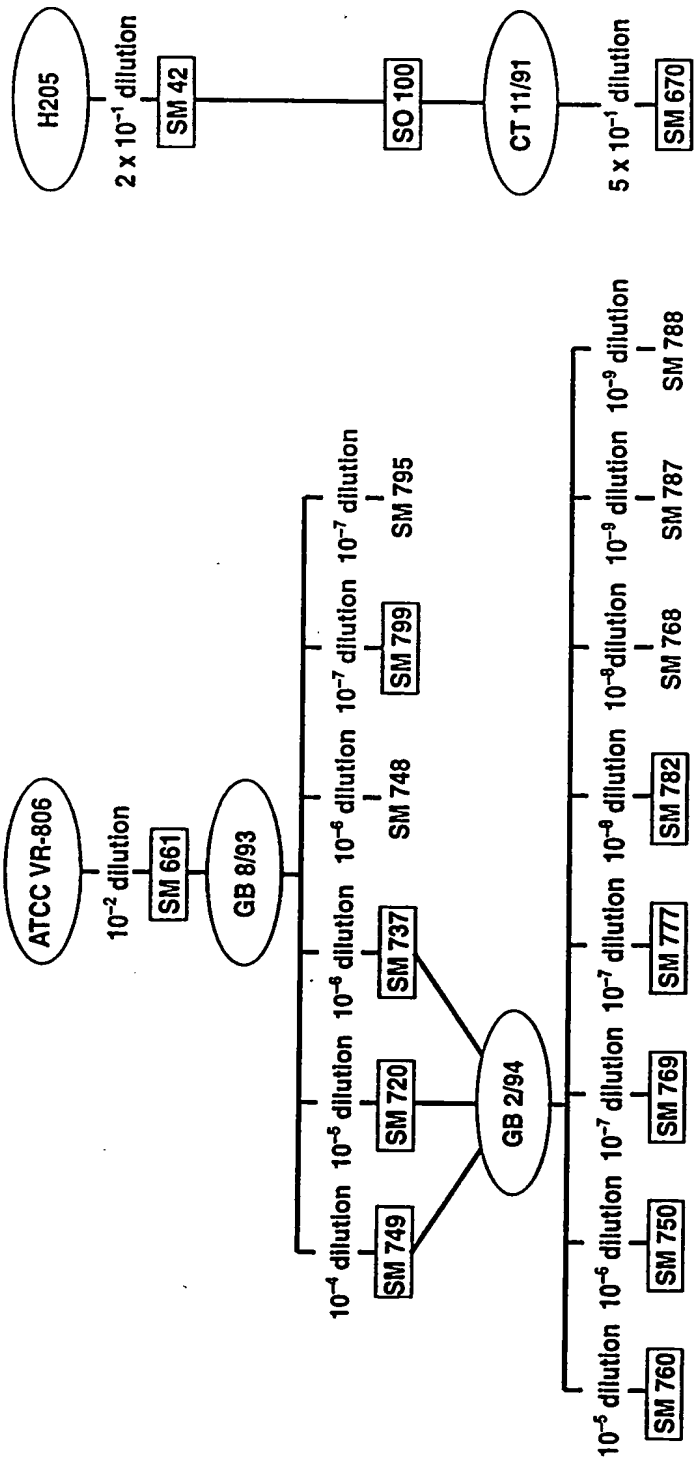 ATCC VR-806
10⁻² dilution
SM 661
GB 8/93
10⁻⁴ dilution 10⁻⁵ dilution 10⁻⁶ dilution 10⁻⁶ dilution 10⁻⁷ dilution 10⁻⁷ dilution
SM 749 SM 720 SM 737 SM 748 SM 799 SM 795
GB 2/94
10⁻⁵ dilution 10⁻⁶ dilution 10⁻⁷ dilution 10⁻⁷ dilution 10⁻⁸ dilution 10⁻⁸dilution 10⁻⁹ dilution 10⁻⁹ dilution
SM 760 SM 750 SM 769 SM 777 SM 782 SM 768 SM 787 SM 788
H205
2 x 10⁻¹ dilution
SM 42
SO 100
CT 11/91
5 x 10⁻¹ dilution
SM 670